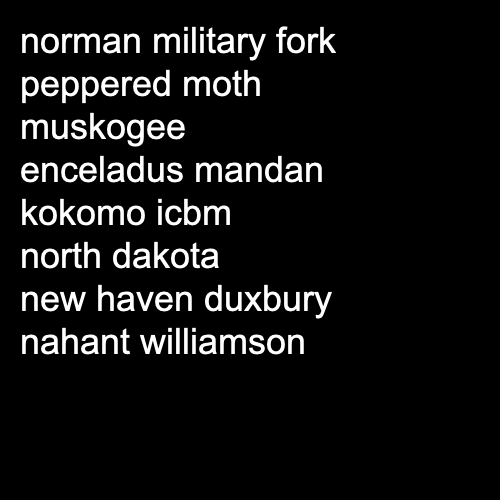 norman military fork
peppered moth
muskogee
enceladus mandan
kokomo icbm
north dakota
new haven duxbury
nahant williamson